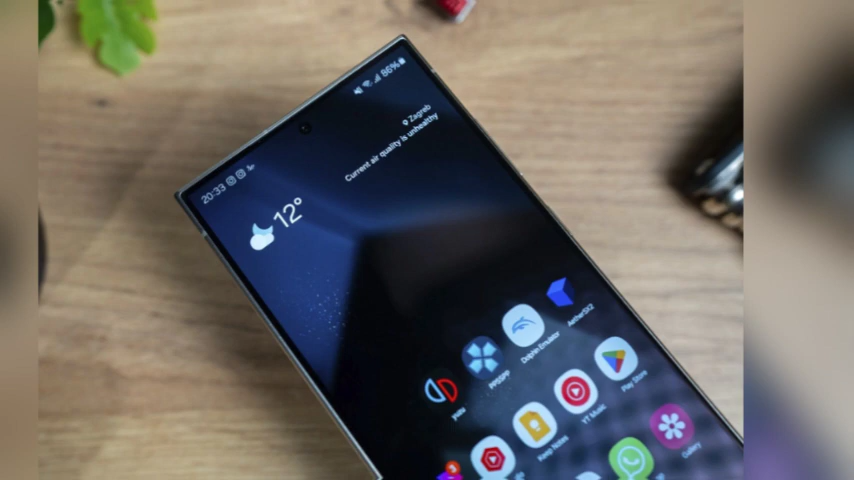 20:33
86%
Zagreb
Current air quality is unhealthy
12°
yuzu
PPSSPP
Dolphin Emulator
AetherSX2
Keep Notes
YT Music
Play Store
Gallery
3